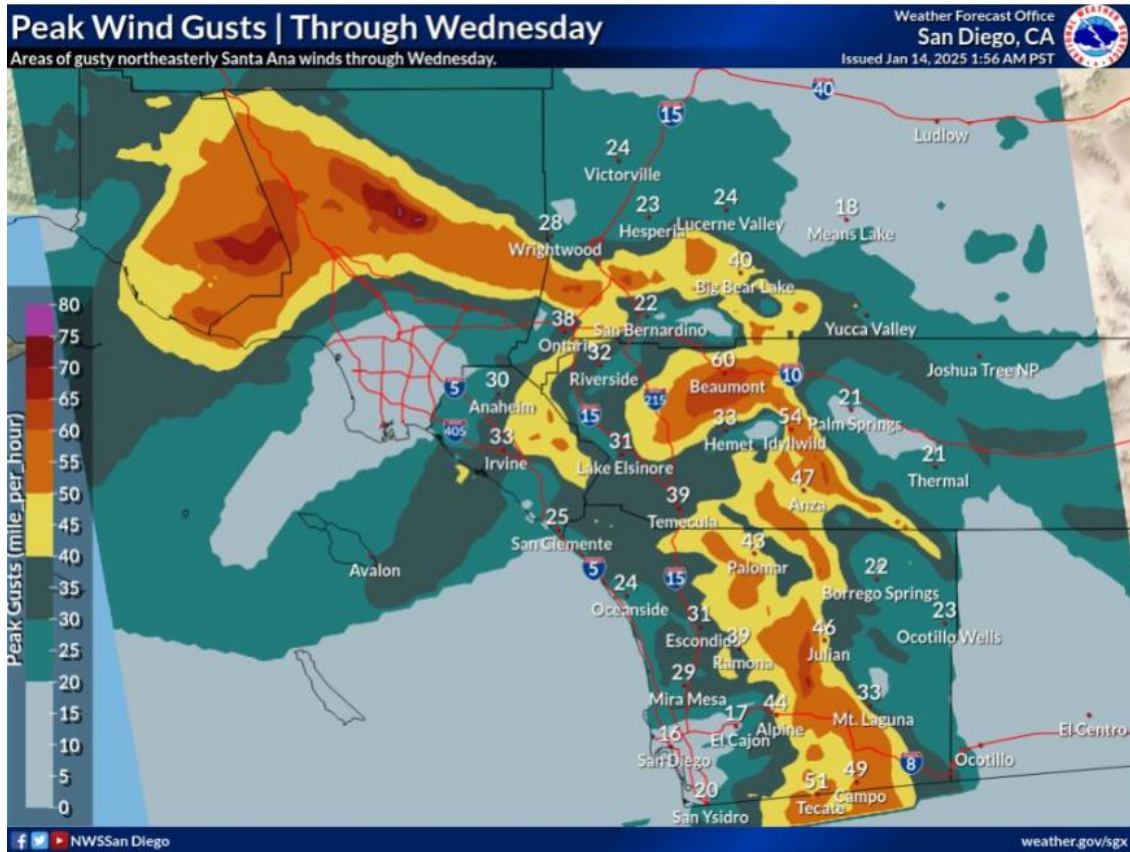 Peak Wind Gusts | Through Wednesday
Areas of gusty northeasterly Santa Ana winds through Wednesday.
Weather Forecast Office
San Diego, CA
Issued Jan 14, 2025 1:56 AM PST
NATIONAL WEATHER SERVICE
40
15
Ludlow
24
Victorville
24
Lucerne Valley
23
Hesperia
18
Means Lake
28
Wrightwood
40
Big Bear Lake
22
San Bernardino
38
Ontario
Yucca Valley
32
Riverside
60
Beaumont
10
Joshua Tree NP
5
30
Anaheim
215
15
21
Palm Springs
405
33
Irvine
33
Hemet
54
Idyllwild
31
Lake Elsinore
21
Thermal
47
Anza
39
Temecula
25
San Clemente
43
Palomar
Avalon
5
15
22
Borrego Springs
24
Oceanside
31
Escondido
39
Ramona
46
Julian
23
Ocotillo Wells
29
Mira Mesa
33
Mt. Laguna
44
Alpine
17
El Cajon
16
San Diego
El Centro
Ocotillo
8
20
San Ysidro
51
Tecate
49
Campo
Peak Gusts (mile_per_hour)
80
75
70
65
60
55
50
45
40
35
30
25
20
15
10
5
0
NWSSan Diego
weather.gov/sgx